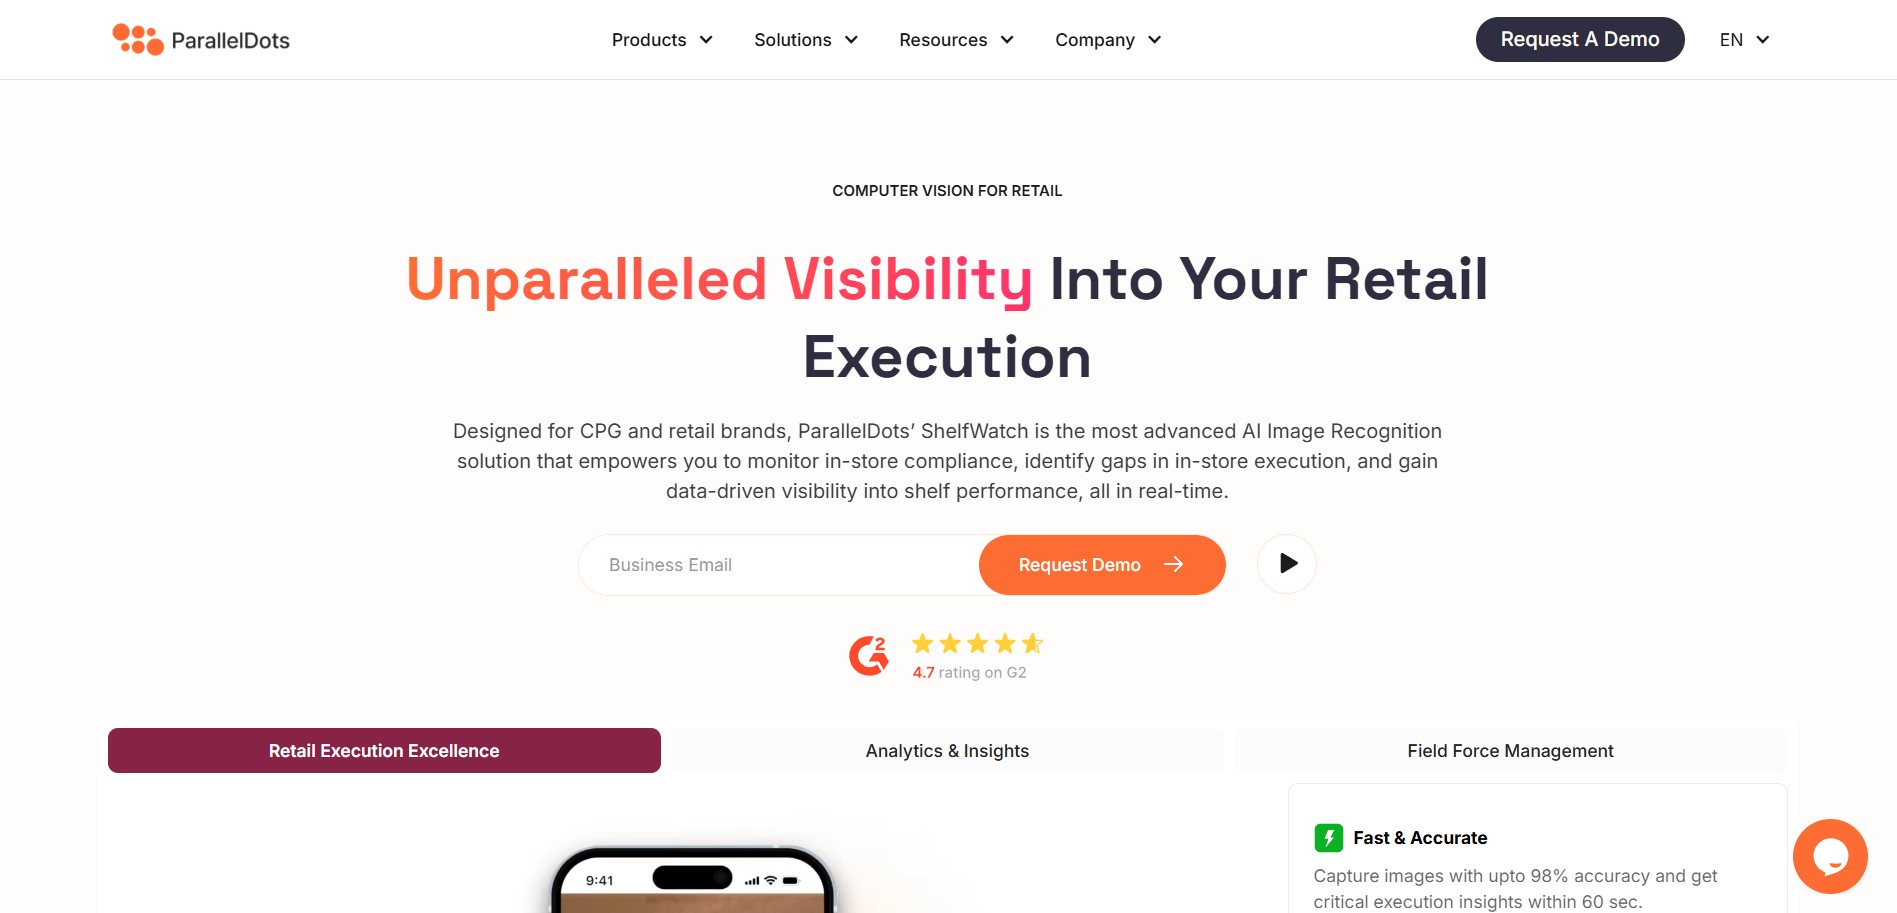 ParallelDots
Products
Solutions
Resources
Company
Request A Demo
EN
COMPUTER VISION FOR RETAIL
Unparalleled Visibility Into Your Retail
Execution
Designed for CPG and retail brands, ParallelDots’ ShelfWatch is the most advanced AI Image Recognition
solution that empowers you to monitor in-store compliance, identify gaps in in-store execution, and gain
data-driven visibility into shelf performance, all in real-time.
Business Email
Request Demo
G2
4.7 rating on G2
Retail Execution Excellence
Analytics & Insights
Field Force Management
9:41
Fast & Accurate
Capture images with upto 98% accuracy and get
critical execution insights within 60 sec.